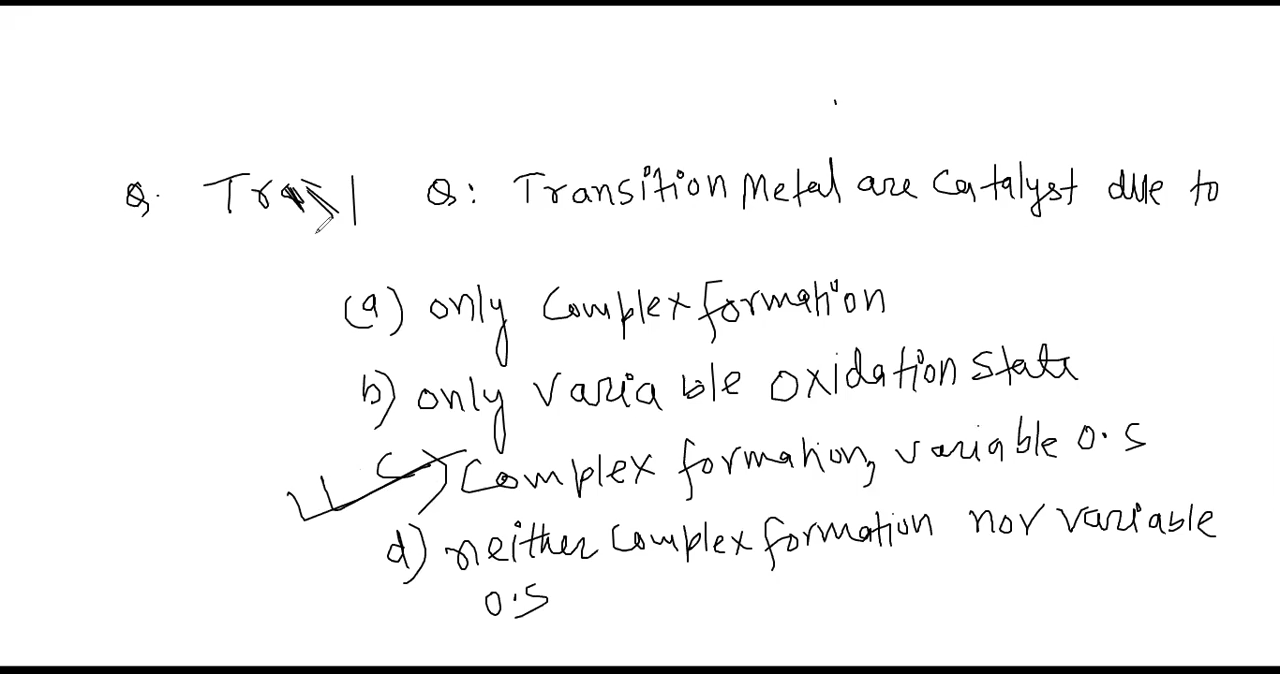 Q. Q: Transition Metal are Catalyst due to
(a) only Complex formation
b) only variable oxidation state
c) Complex formation, variable O.S
d) neither complex formation nor variable
O.S